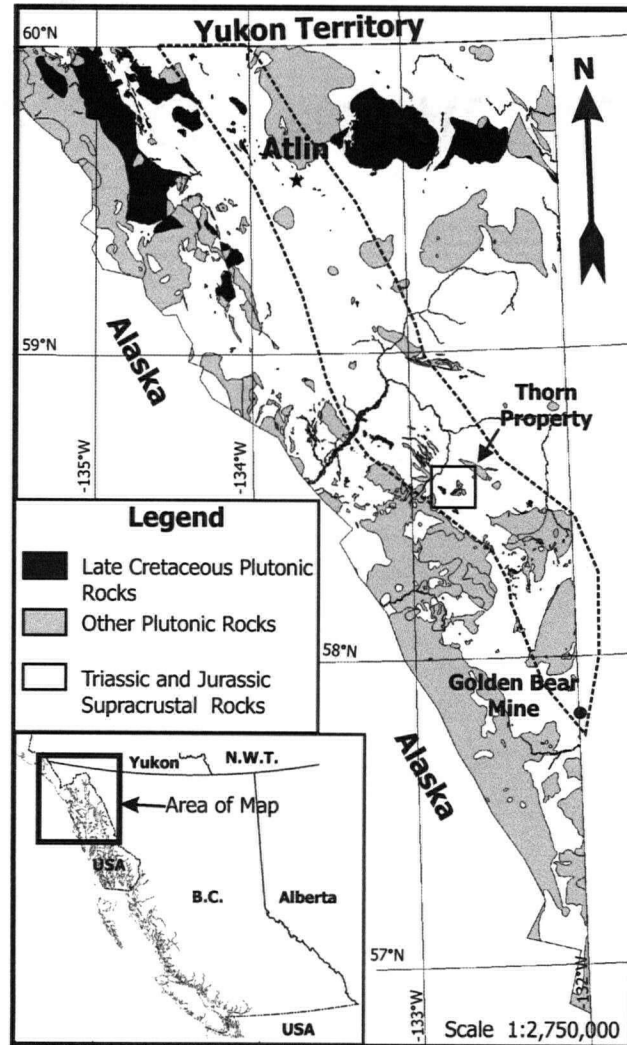 Yukon Territory
60°N
N
Atlin
59°N
Alaska
-135°W
-134°W
Thorn
Property
Legend
Late Cretaceous Plutonic
Rocks
Other Plutonic Rocks
Triassic and Jurassic
Supracrustal Rocks
58°N
Golden Bear
Mine
Alaska
Yukon
N.W.T.
Area of Map
USA
B.C.
Alberta
USA
57°N
-133°W
-132°W
Scale 1:2,750,000